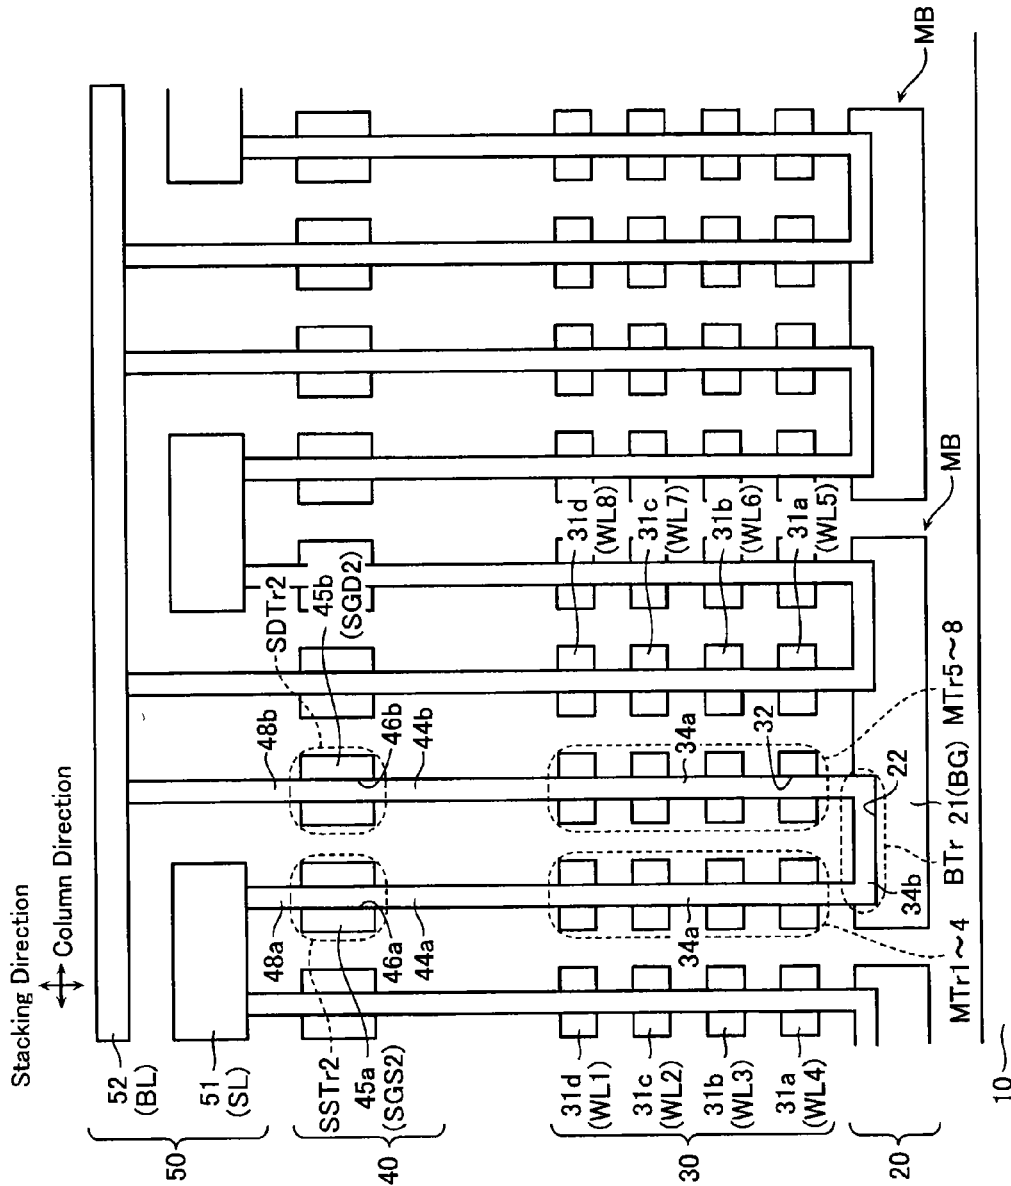 Stacking Direction
Column Direction
52
(BL)
51
(SL)
50
SSTr2
45a
(SGS2)
40
48a
46a
44a
48b
46b
44b
SDTr2
45b
(SGD2)
31d
(WL1)
31c
(WL2)
31b
(WL3)
31a
(WL4)
30
34a
34a
32
31d
(WL8)
31c
(WL7)
31b
(WL6)
31a
(WL5)
MB
MB
20
MTr1~4
BTr
34b
22
21(BG)
MTr5~8
10